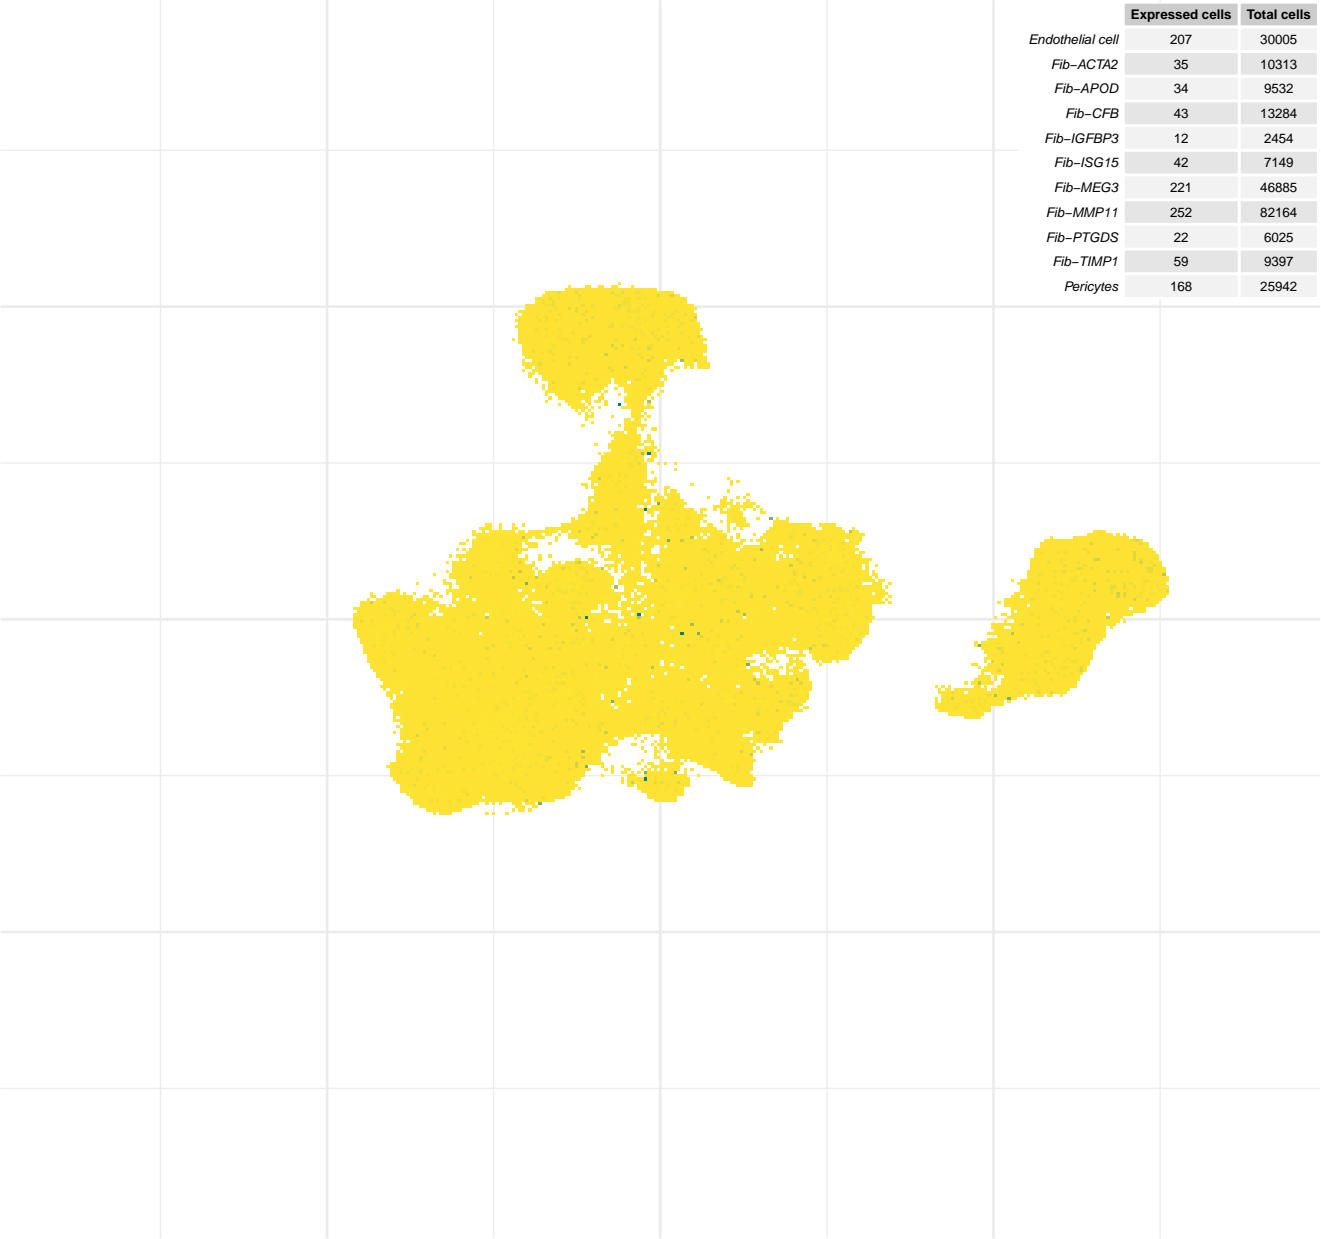 Expressed cells Total cells
Endothelial cell 207 30005
Fib−ACTA2 35 10313
Fib−APOD 34 9532
Fib−CFB 43 13284
Fib−IGFBP3 12 2454
Fib−ISG15 42 7149
Fib−MEG3 221 46885
Fib−MMP11 252 82164
Fib−PTGDS 22 6025
Fib−TIMP1 59 9397
Pericytes 168 25942